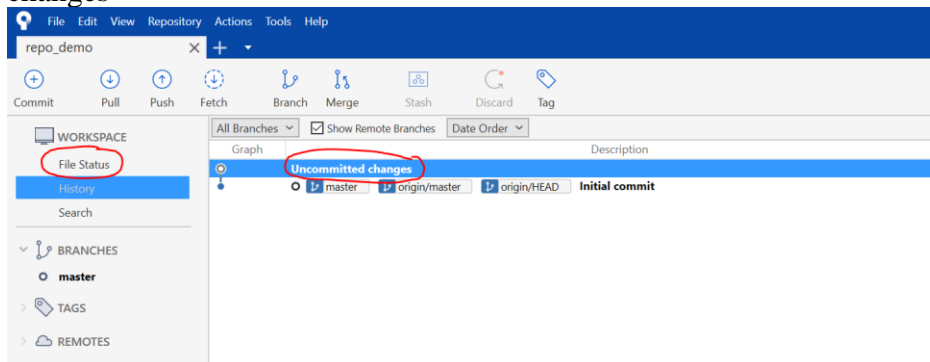 changes
File Edit View Repository Actions Tools Help
repo_demo
Commit Pull Push Fetch Branch Merge Stash Discard Tag
WORKSPACE
File Status
History
Search
BRANCHES
master
TAGS
REMOTES
All Branches Show Remote Branches Date Order
Graph Description
Uncommitted changes
master origin/master origin/HEAD Initial commit